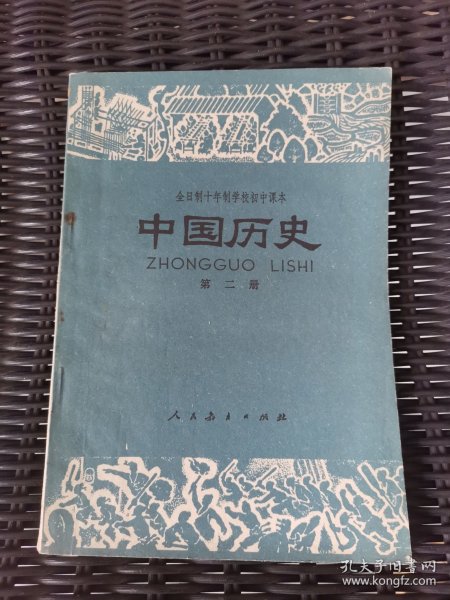 全日制十年制学校初中课本
中国历史
ZHONGGUO LISHI
第二册
人民教育出版社
孔夫子旧书网
www.kongfz.com